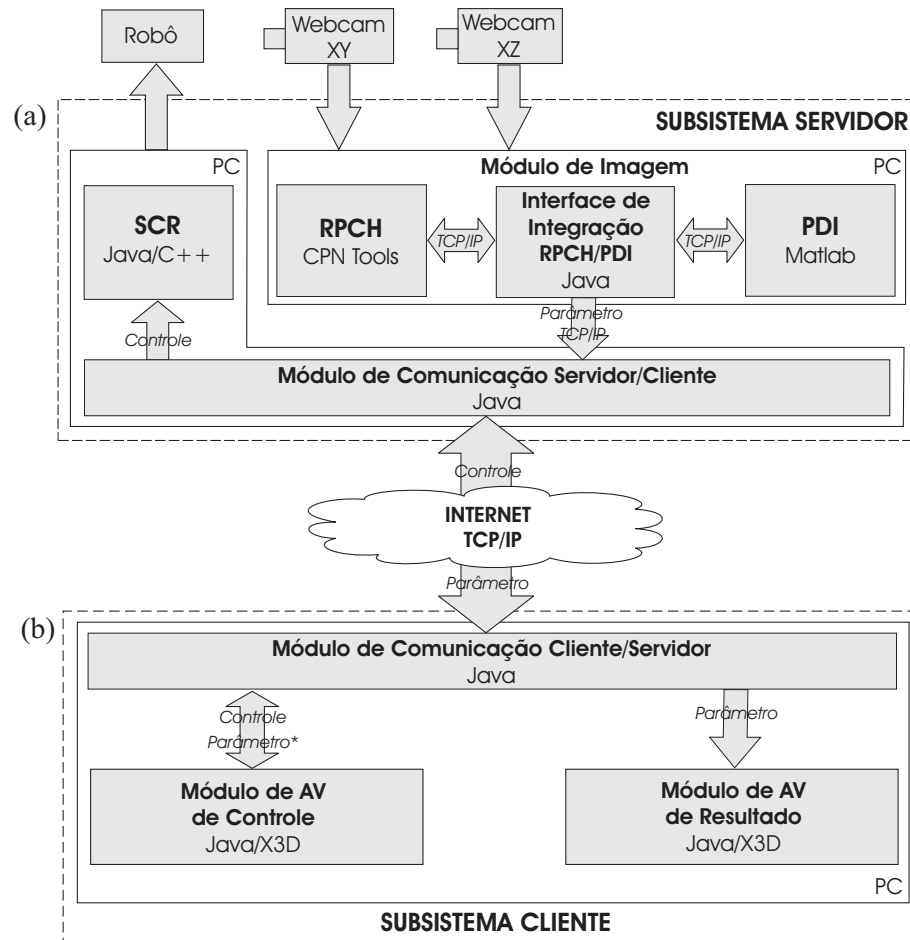 Robô
Webcam
XY
Webcam
XZ
(a)
SUBSISTEMA SERVIDOR
PC
Módulo de Imagem
PC
SCR
Java/C++
RPCH
CPN Tools
TCP/IP
Interface de
Integração
RPCH/PDI
Java
TCP/IP
PDI
Matlab
Controle
Parâmetro
TCP/IP
Módulo de Comunicação Servidor/Cliente
Java
Controle
INTERNET
TCP/IP
Parâmetro
(b)
Módulo de Comunicação Cliente/Servidor
Java
Controle
Parâmetro*
Parâmetro
Módulo de AV
de Controle
Java/X3D
Módulo de AV
de Resultado
Java/X3D
PC
SUBSISTEMA CLIENTE